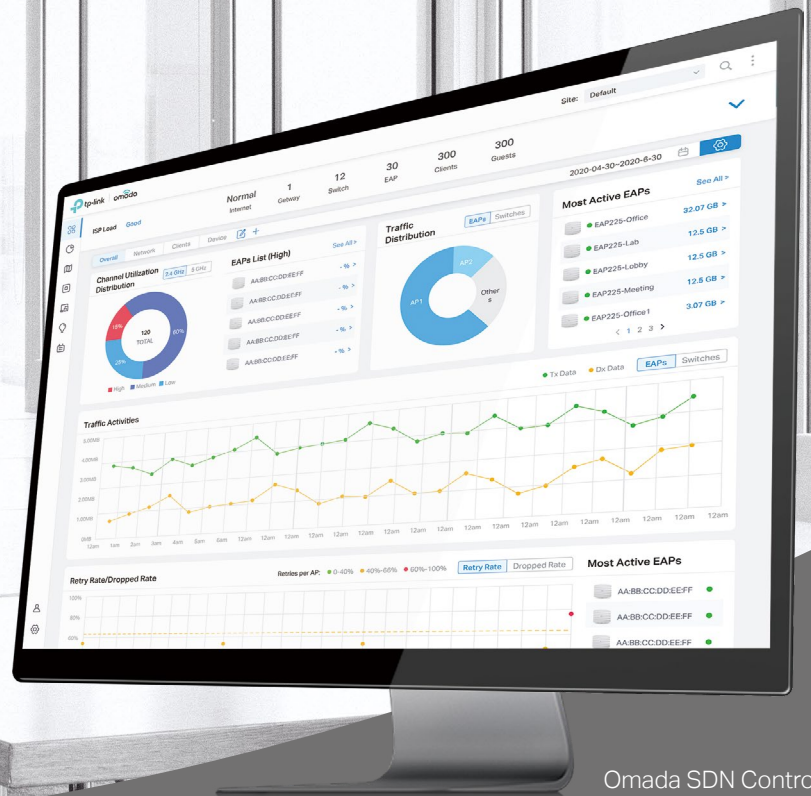 Site: Default
tp-link omada
Normal
Internet
1
Getway
12
Switch
30
EAP
300
Clients
300
Guests
ISP Load Good
2020-04-30~2020-6-30
Overall Network Clients Device
Channel Utilization
Distribution
2.4 GHz 5 GHz
120
TOTAL
60%
High Medium Low
EAPs List (High) See All >
AA:BB:CC:DD:EE:FF - % >
AA:BB:CC:DD:EE:FF - % >
AA:BB:CC:DD:EE:FF - % >
AA:BB:CC:DD:EE:FF - % >
AA:BB:CC:DD:EE:FF - % >
Traffic
Distribution
EAPs Switches
AP1
AP2
Other
s
Most Active EAPs See All >
EAP225-Office 32.07 GB >
EAP225-Lab 12.5 GB >
EAP225-Lobby 12.5 GB >
EAP225-Meeting 12.5 GB >
EAP225-Office1 3.07 GB >
< 1 2 3 >
Traffic Activities
Tx Data Dx Data EAPs Switches
5.00MB
4.00MB
3.00MB
2.00MB
1.00MB
0MB
12am 1am 2am 4am 5am 8am 12am 12am 12am 12am 12am 12am 12am 12am 12am 12am 12am 12am 12am 12am
Retry Rate/Dropped Rate
Retries per AP: 0-40% 40%-66% 60%-100% Retry Rate Dropped Rate
100%
80%
60%
Most Active EAPs
AA:BB:CC:DD:EE:FF
AA:BB:CC:DD:EE:FF
AA:BB:CC:DD:EE:FF
Omada SDN Contro